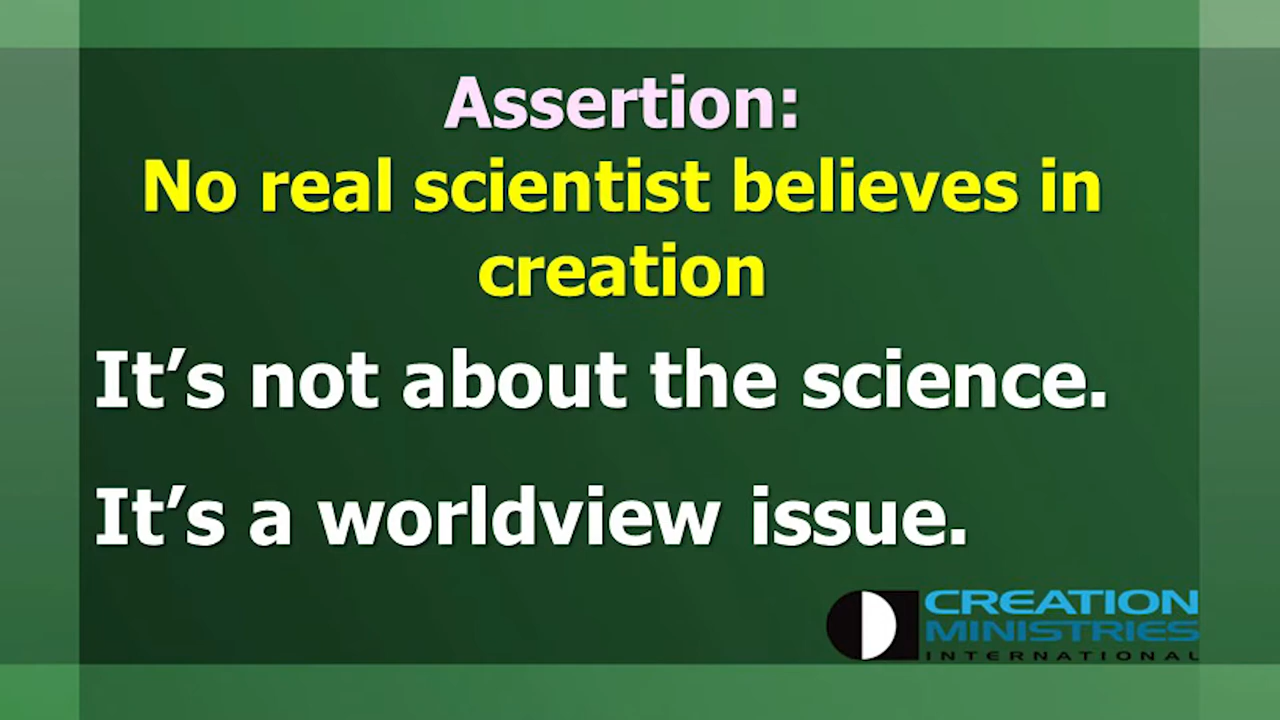 Assertion:
No real scientist believes in
creation
It’s not about the science.
It’s a worldview issue.
CREATION
MINISTRIES
INTERNATIONAL